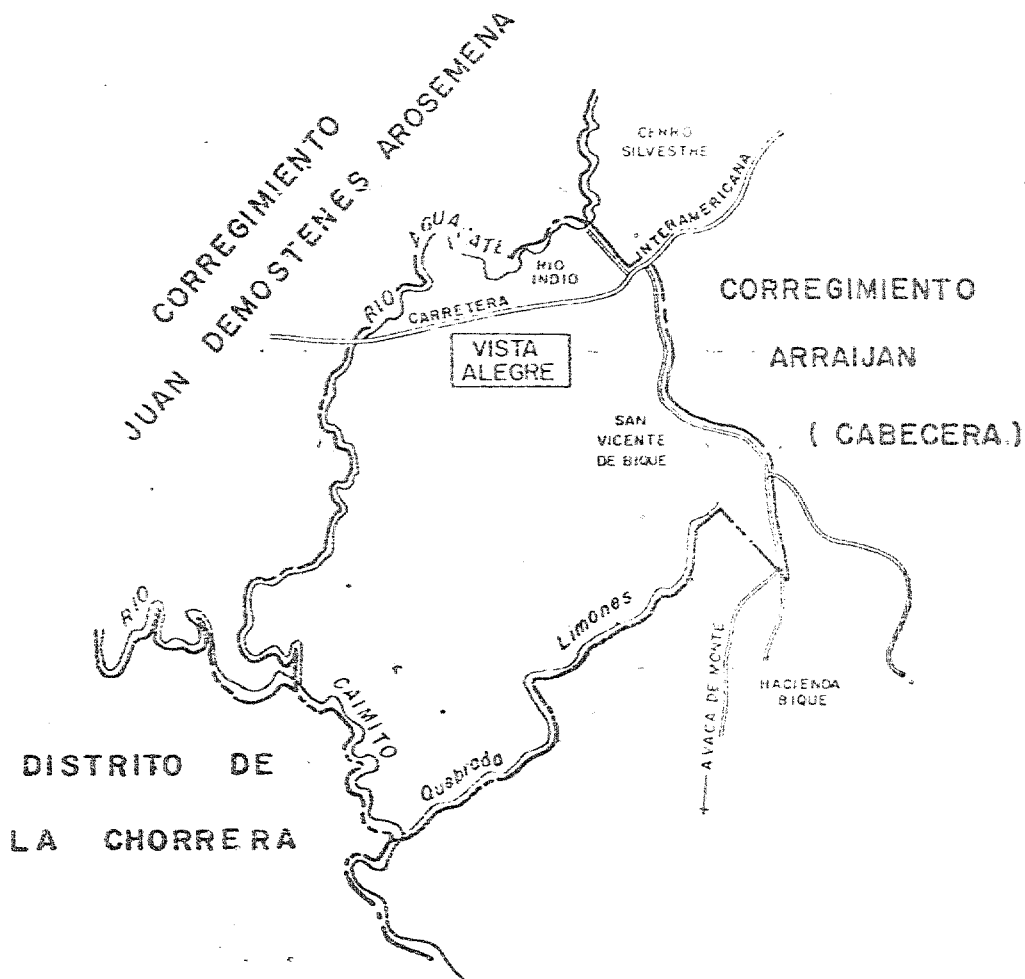 CORREGIMIENTO
JUAN DEMOSTENES AROSEMENA
CERRO
SILVESTRE
INTERAMERICANA
RIO AGUACATE
RIO
INDIO
CARRETERA
VISTA
ALEGRE
CORREGIMIENTO
ARRAIJAN
( CABECERA.)
SAN
VICENTE
DE BIQUE
RIO CAIMITO
Quebrada Limones
A VACA DE MONTE
HACIENDA
BIQUE
DISTRITO DE
LA CHORRERA